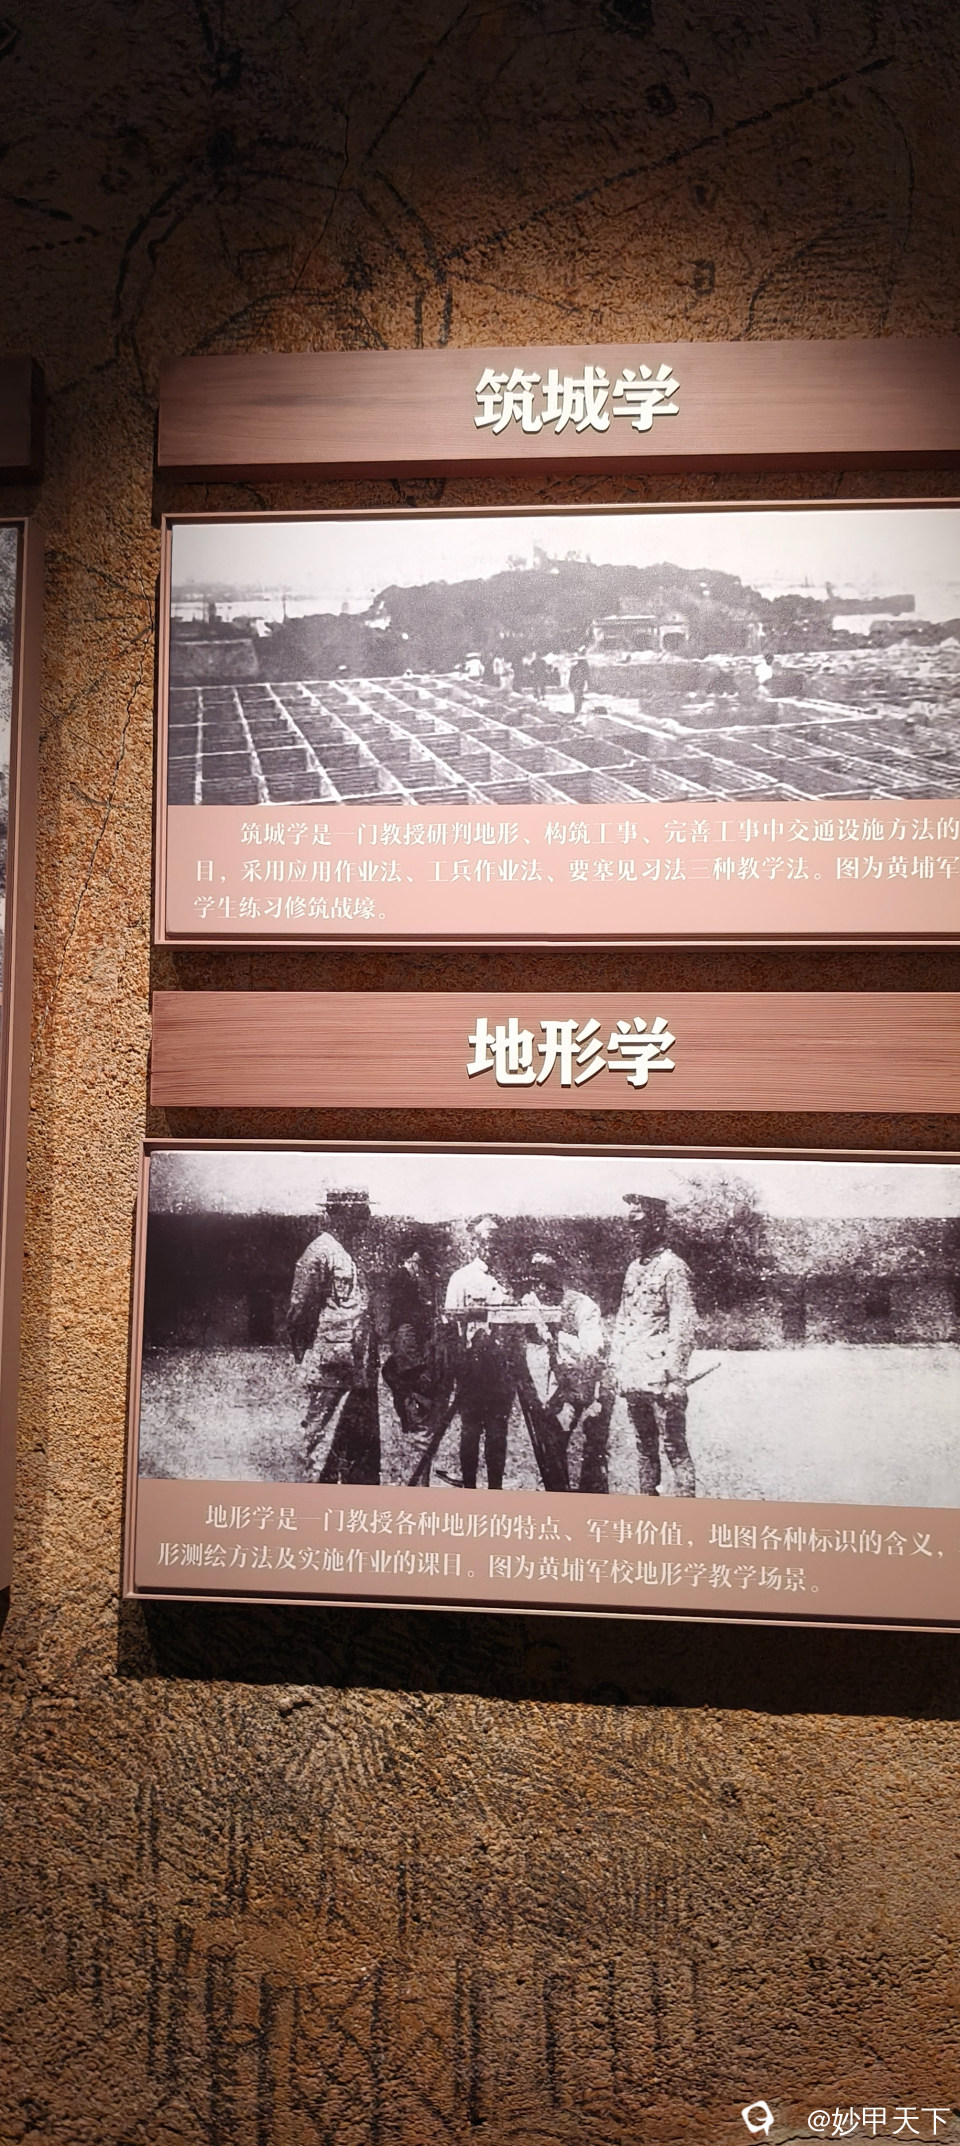 筑城学
筑城学是一门教授研判地形、构筑工事、完善工事中交通设施方法的
目，采用应用作业法、工兵作业法、要塞见习法三种教学法。图为黄埔军
学生练习修筑战壕。
地形学
地形学是一门教授各种地形的特点、军事价值，地图各种标识的含义，
形测绘方法及实施作业的课目。图为黄埔军校地形学教学场景。
@妙甲天下